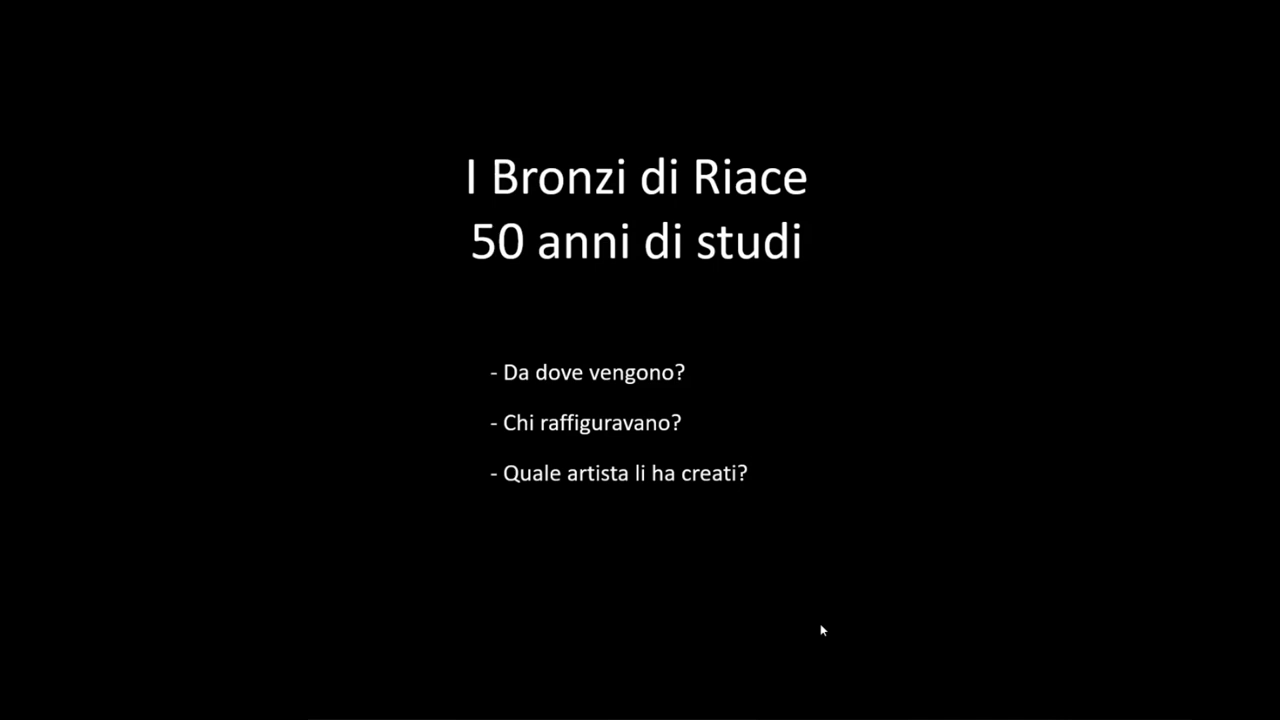 I Bronzi di Riace
50 anni di studi
- Da dove vengono?
- Chi raffiguravano?
- Quale artista li ha creati?